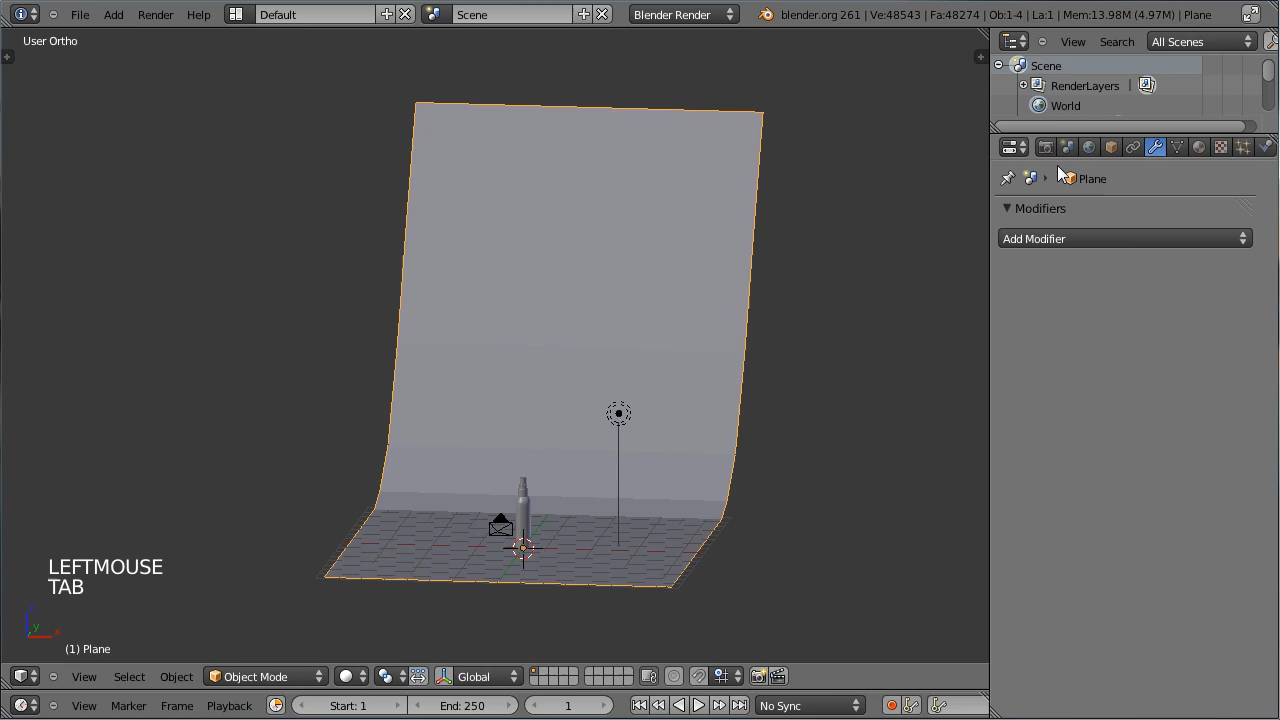 File Add Render Help Default Scene Blender Render blender.org 261 | Ve:48543 | Fa:48274 | Ob:1-4 | La:1 | Mem:13.98M (4.97M) | Plane
User Ortho
View Search All Scenes
Scene
RenderLayers |
World
Plane
Modifiers
Add Modifier
LEFTMOUSE
TAB
z
y x
(1) Plane
View Select Object Object Mode Global
View Marker Frame Playback Start: 1 End: 250 1 No Sync